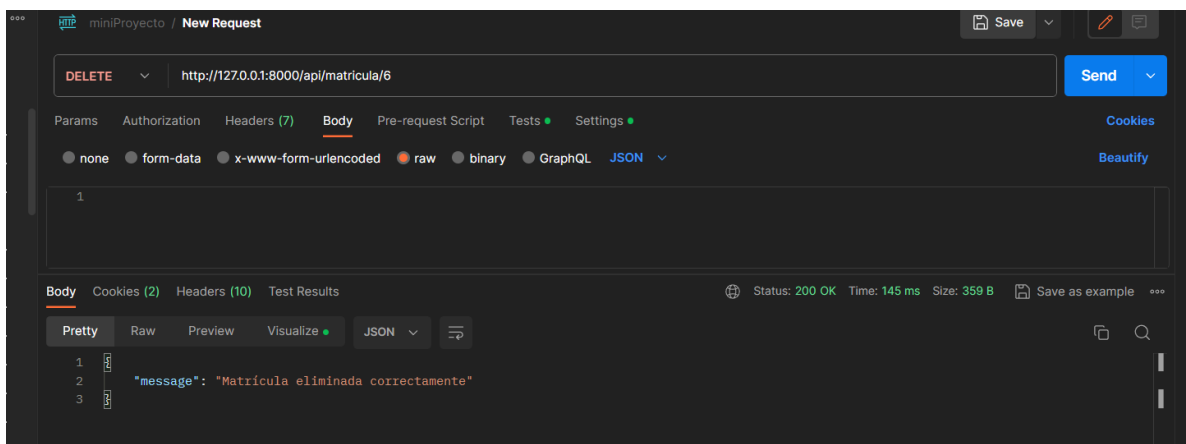 ooo HTTP miniProyecto / New Request Save
DELETE http://127.0.0.1:8000/api/matricula/6 Send
Params Authorization Headers (7) Body Pre-request Script Tests Settings Cookies
none form-data x-www-form-urlencoded raw binary GraphQL JSON Beautify
1
Body Cookies (2) Headers (10) Test Results Status: 200 OK Time: 145 ms Size: 359 B Save as example ooo
Pretty Raw Preview Visualize JSON
1 {
2 "message": "Matrícula eliminada correctamente"
3 }